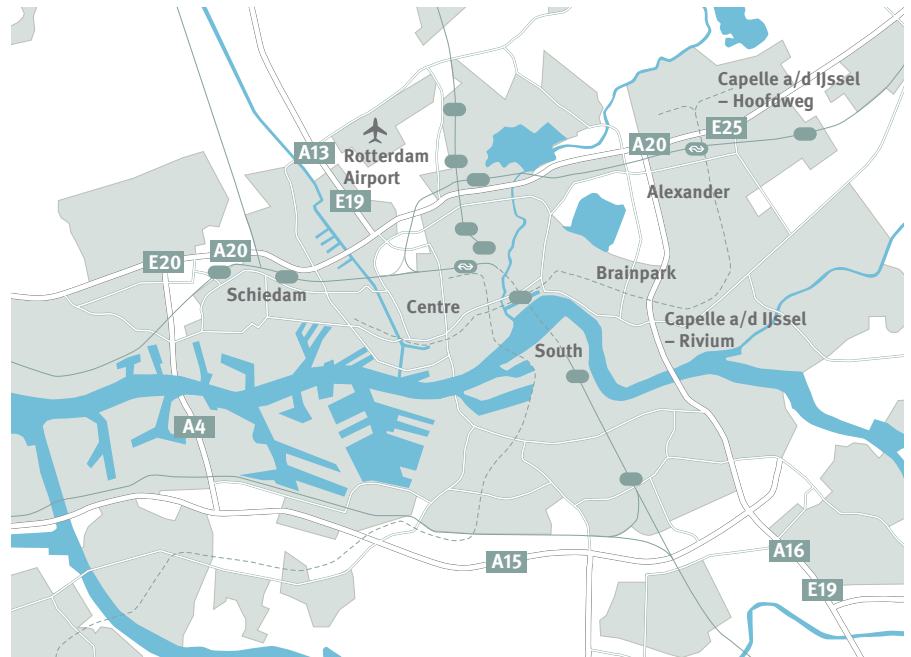 Capelle a/d IJssel
– Hoofdweg
E25
A20
A13
Rotterdam
Airport
Alexander
E19
A20
E20
Brainpark
Schiedam
Centre
Capelle a/d IJssel
– Rivium
South
A4
A16
A15
E19